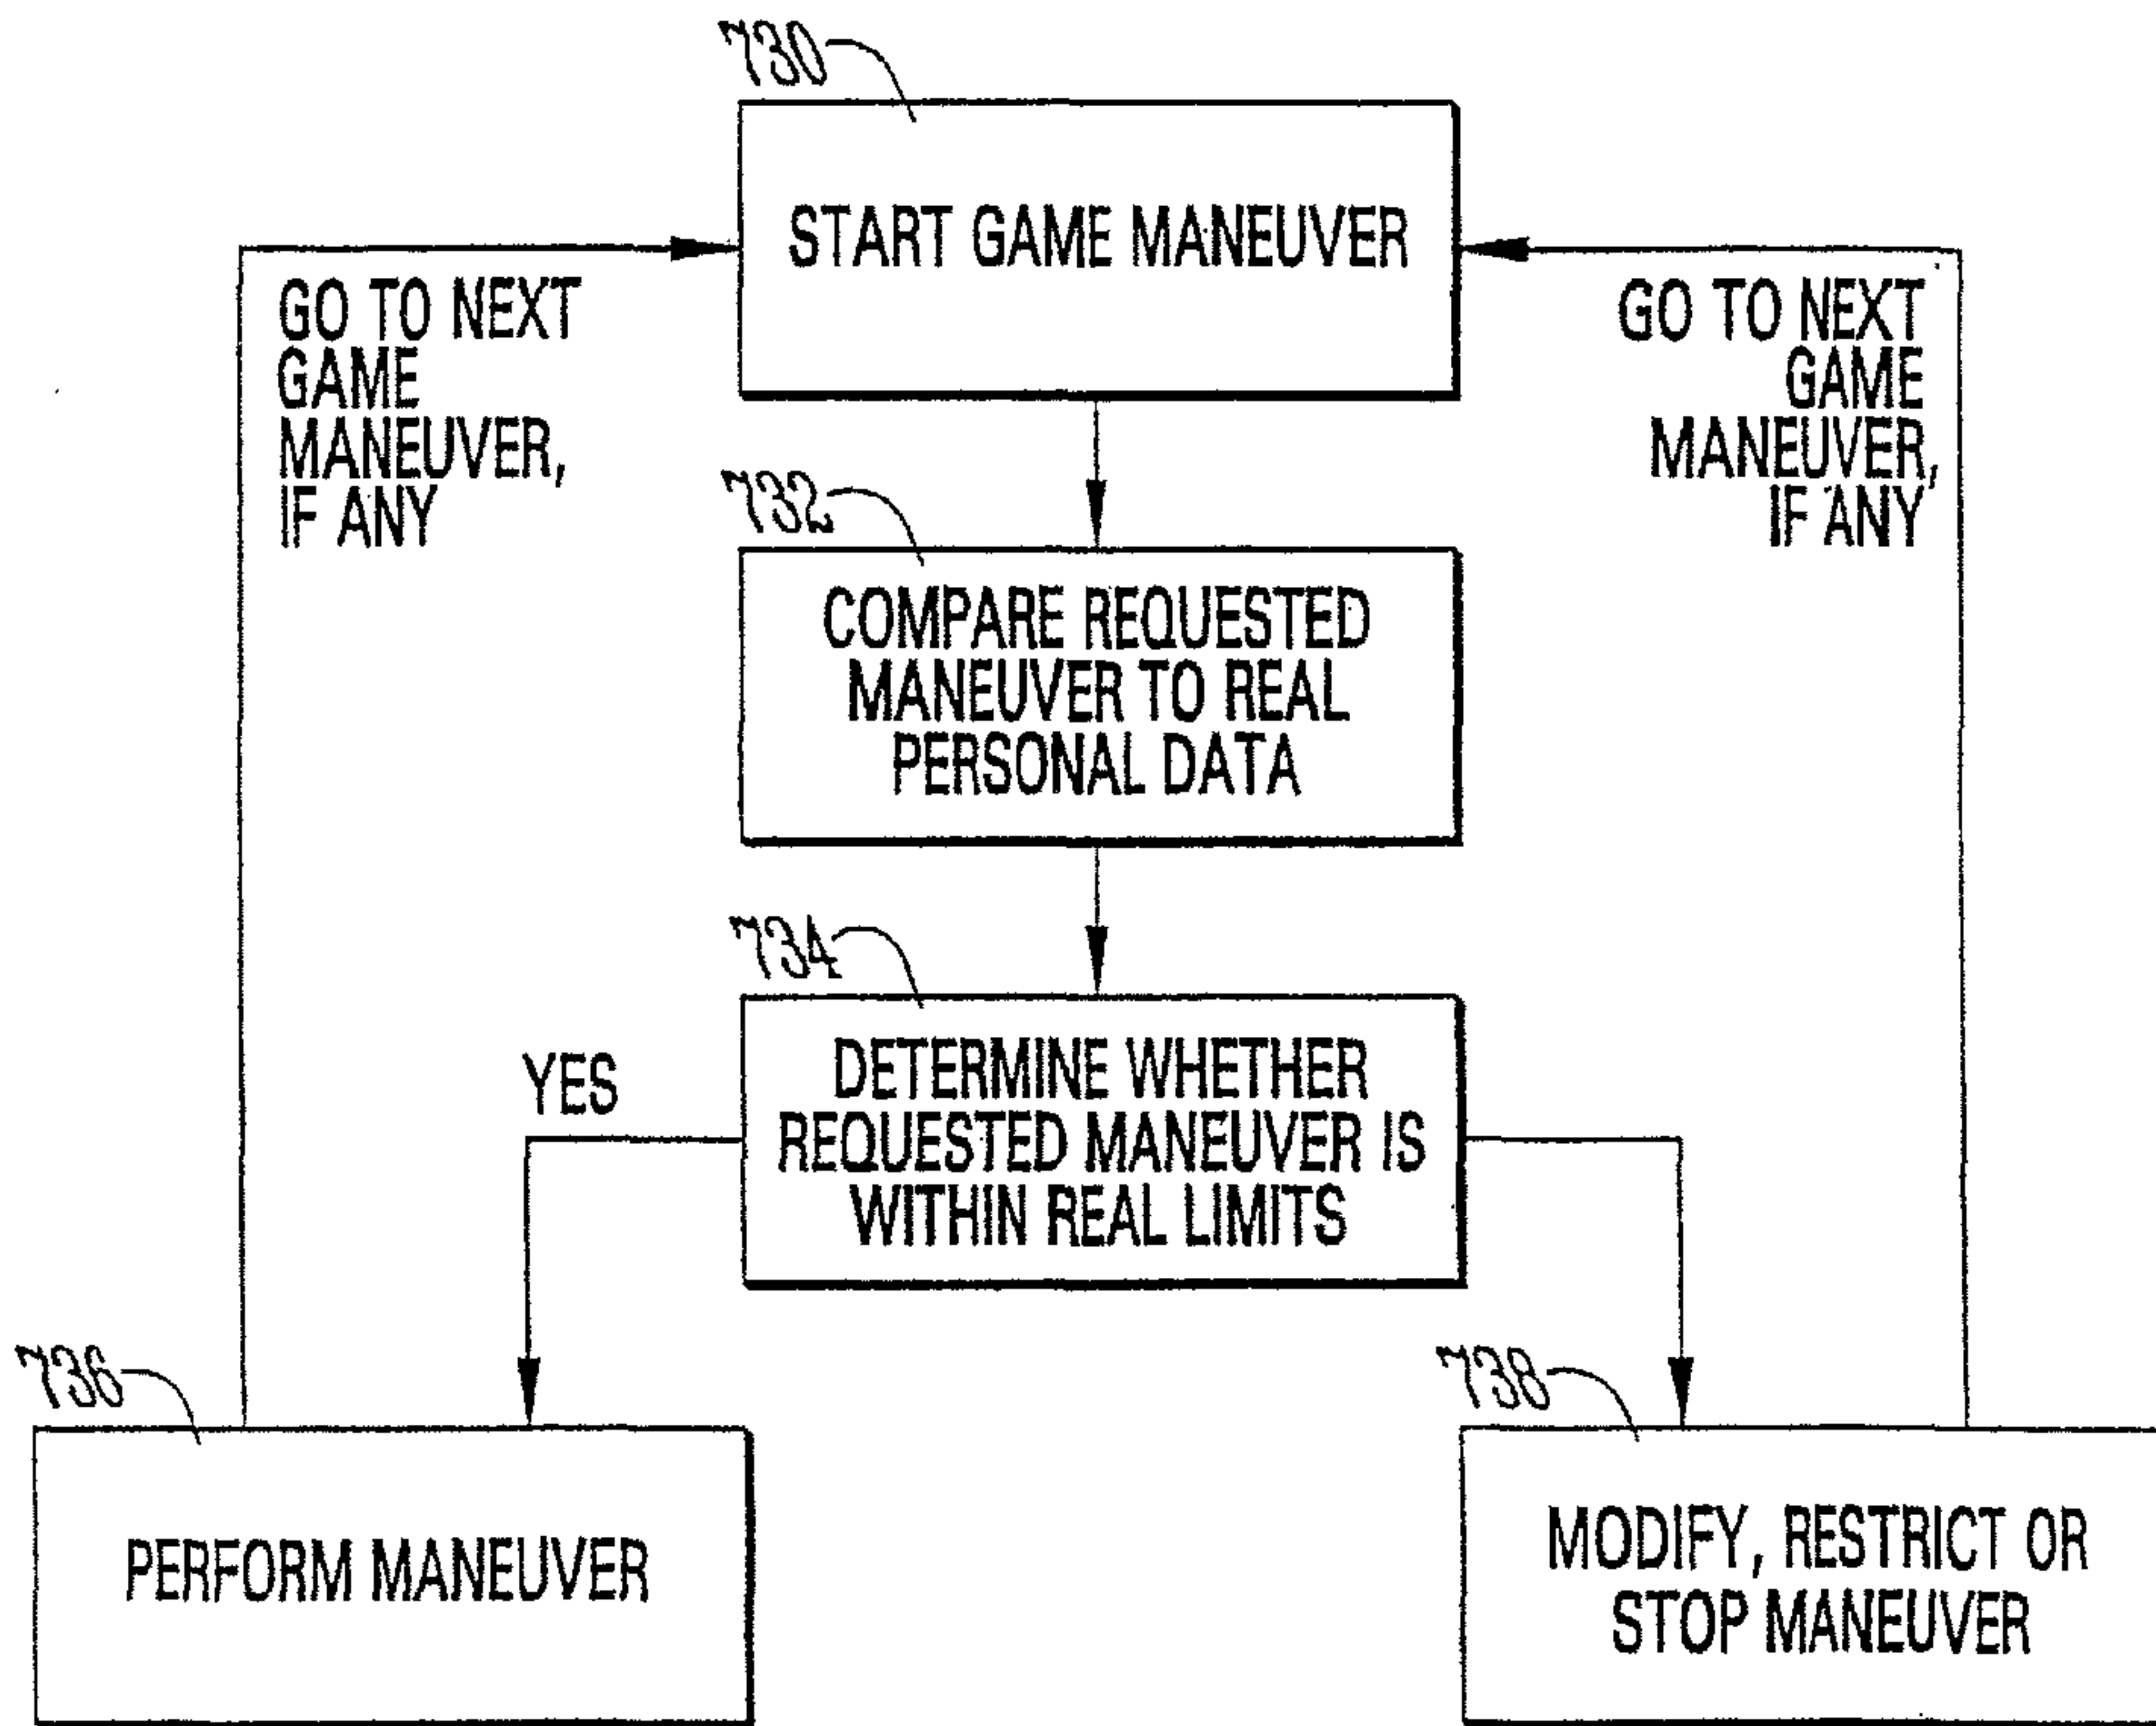 730
START GAME MANEUVER
GO TO NEXT
GAME
MANEUVER,
IF ANY
GO TO NEXT
GAME
MANEUVER,
IF ANY
732
COMPARE REQUESTED
MANEUVER TO REAL
PERSONAL DATA
734
DETERMINE WHETHER
REQUESTED MANEUVER IS
WITHIN REAL LIMITS
YES
736
PERFORM MANEUVER
738
MODIFY, RESTRICT OR
STOP MANEUVER